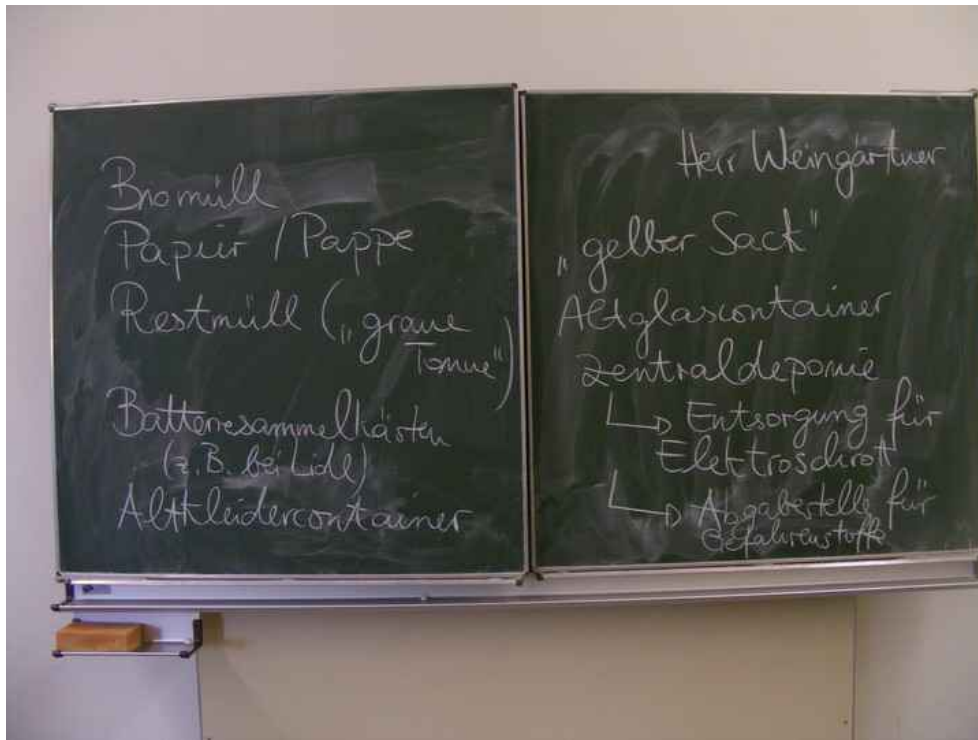 Biomüll
Papier / Pappe
Restmüll („graue
Tonne")
Batteriesammelkästen
(z.B. bei Lidl)
Altkleidercontainer
Herr Weingärtner
„gelber Sack"
Altglascontainer
Zentraldeponie
↳ Entsorgung für
Elektroschrott
↳ Abgabestelle für
Gefahrenstoffe